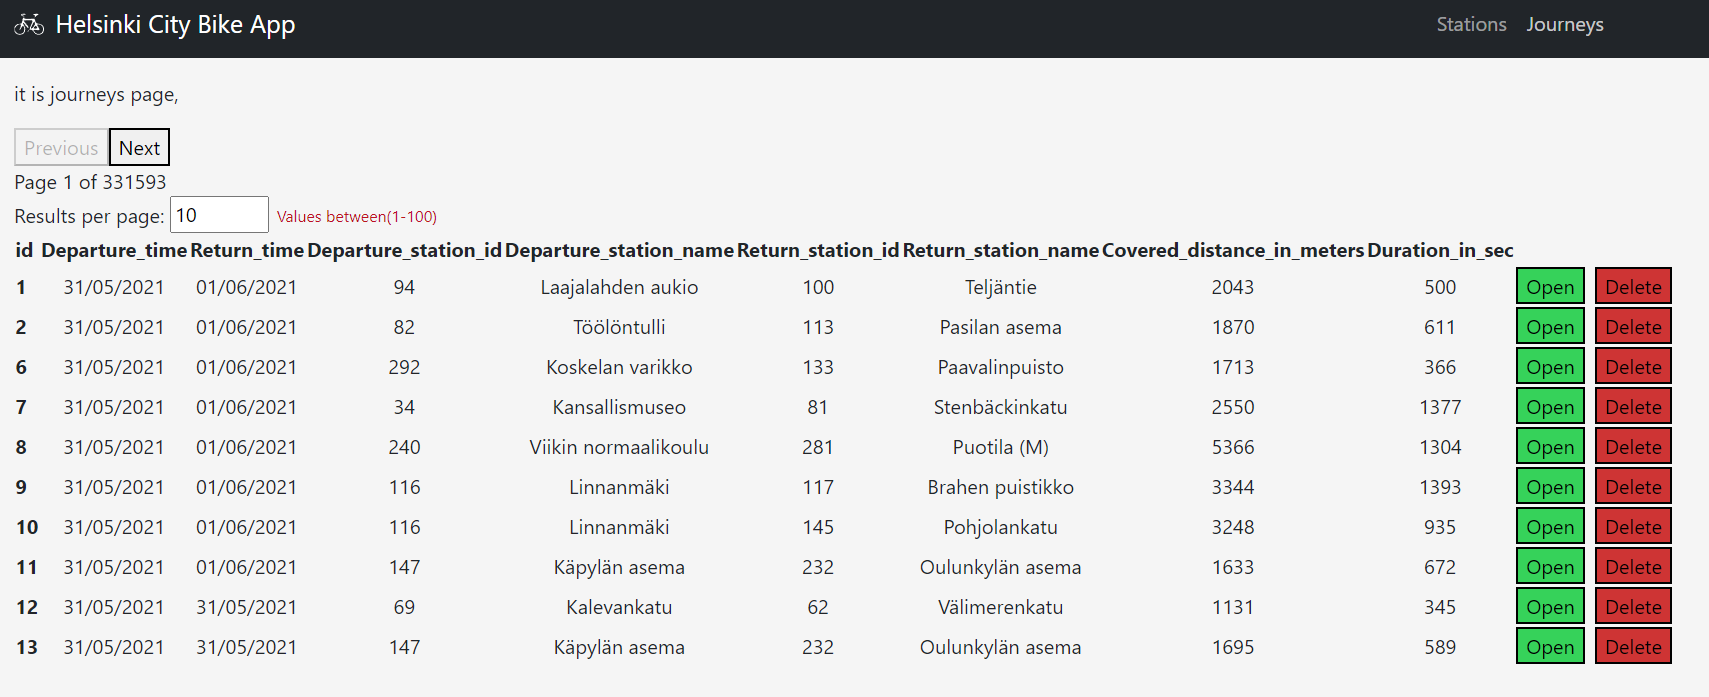 Helsinki City Bike App Stations Journeys
it is journeys page,
Previous Next
Page 1 of 331593
Results per page: 10 Values between(1-100)
id Departure_time Return_time Departure_station_id Departure_station_name Return_station_id Return_station_name Covered_distance_in_meters Duration_in_sec
1 31/05/2021 01/06/2021 94 Laajalahden aukio 100 Teljäntie 2043 500 Open Delete
2 31/05/2021 01/06/2021 82 Töölöntulli 113 Pasilan asema 1870 611 Open Delete
6 31/05/2021 01/06/2021 292 Koskelan varikko 133 Paavalinpuisto 1713 366 Open Delete
7 31/05/2021 01/06/2021 34 Kansallismuseo 81 Stenbäckinkatu 2550 1377 Open Delete
8 31/05/2021 01/06/2021 240 Viikin normaalikoulu 281 Puotila (M) 5366 1304 Open Delete
9 31/05/2021 01/06/2021 116 Linnanmäki 117 Brahen puistikko 3344 1393 Open Delete
10 31/05/2021 01/06/2021 116 Linnanmäki 145 Pohjolankatu 3248 935 Open Delete
11 31/05/2021 01/06/2021 147 Käpylän asema 232 Oulunkylän asema 1633 672 Open Delete
12 31/05/2021 31/05/2021 69 Kalevankatu 62 Välimerenkatu 1131 345 Open Delete
13 31/05/2021 31/05/2021 147 Käpylän asema 232 Oulunkylän asema 1695 589 Open Delete